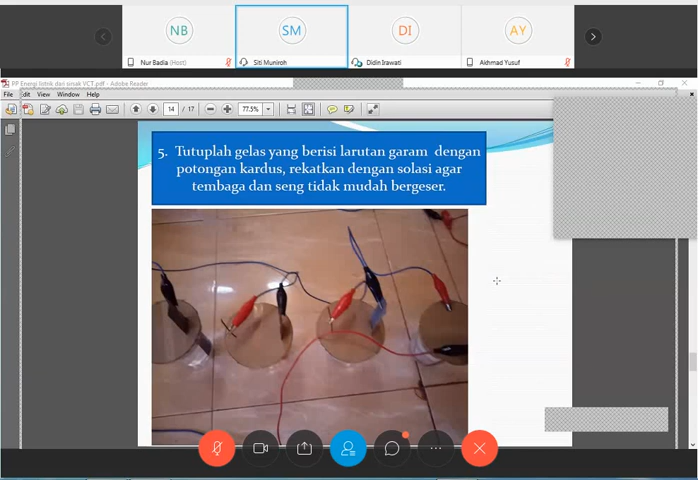 NB
SM
DI
AY
Nur Badia (Host)
Siti Muniroh
Didin Irawati
Akhmad Yusuf
PP Energi listrik dari sirsak VCT.pdf - Adobe Reader
File Edit View Window Help
14 / 17
77.5%
5. Tutuplah gelas yang berisi larutan garam dengan
potongan kardus, rekatkan dengan solasi agar
tembaga dan seng tidak mudah bergeser.